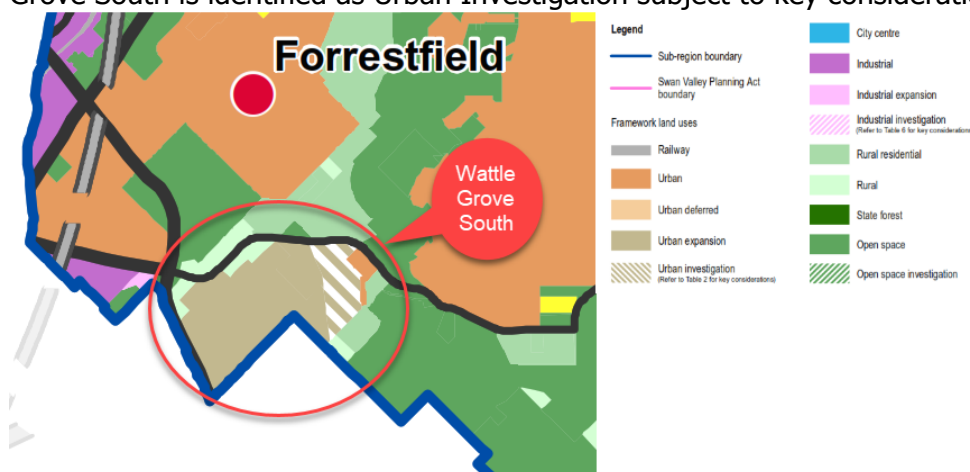 Grove South is identified as Urban Investigation subject to key consideratio
Forrestfield
Wattle
Grove
South
Legend
Sub-region boundary
Swan Valley Planning Act
boundary
Framework land uses
Railway
Urban
Urban deferred
Urban expansion
Urban investigation
(Refer to Table 2 for key considerations)
City centre
Industrial
Industrial expansion
Industrial investigation
(Refer to Table 6 for key considerations
Rural residential
Rural
State forest
Open space
Open space investigation